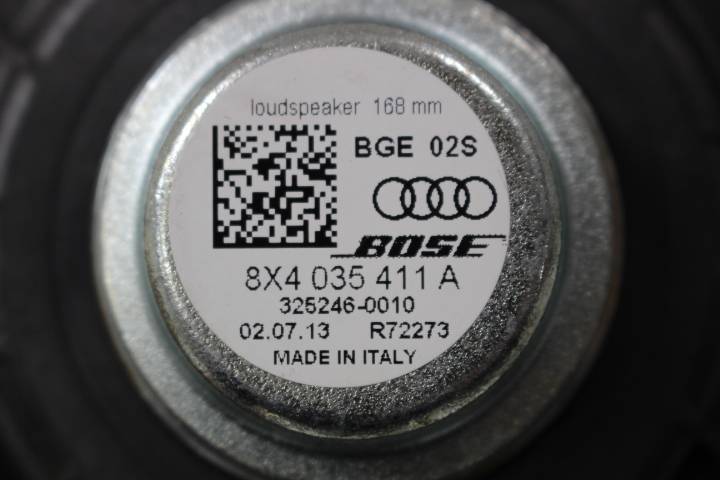 loudspeaker 168 mm
BGE 02S
BOSE
8X4 035 411 A
325246-0010
02.07.13 R72273
MADE IN ITALY